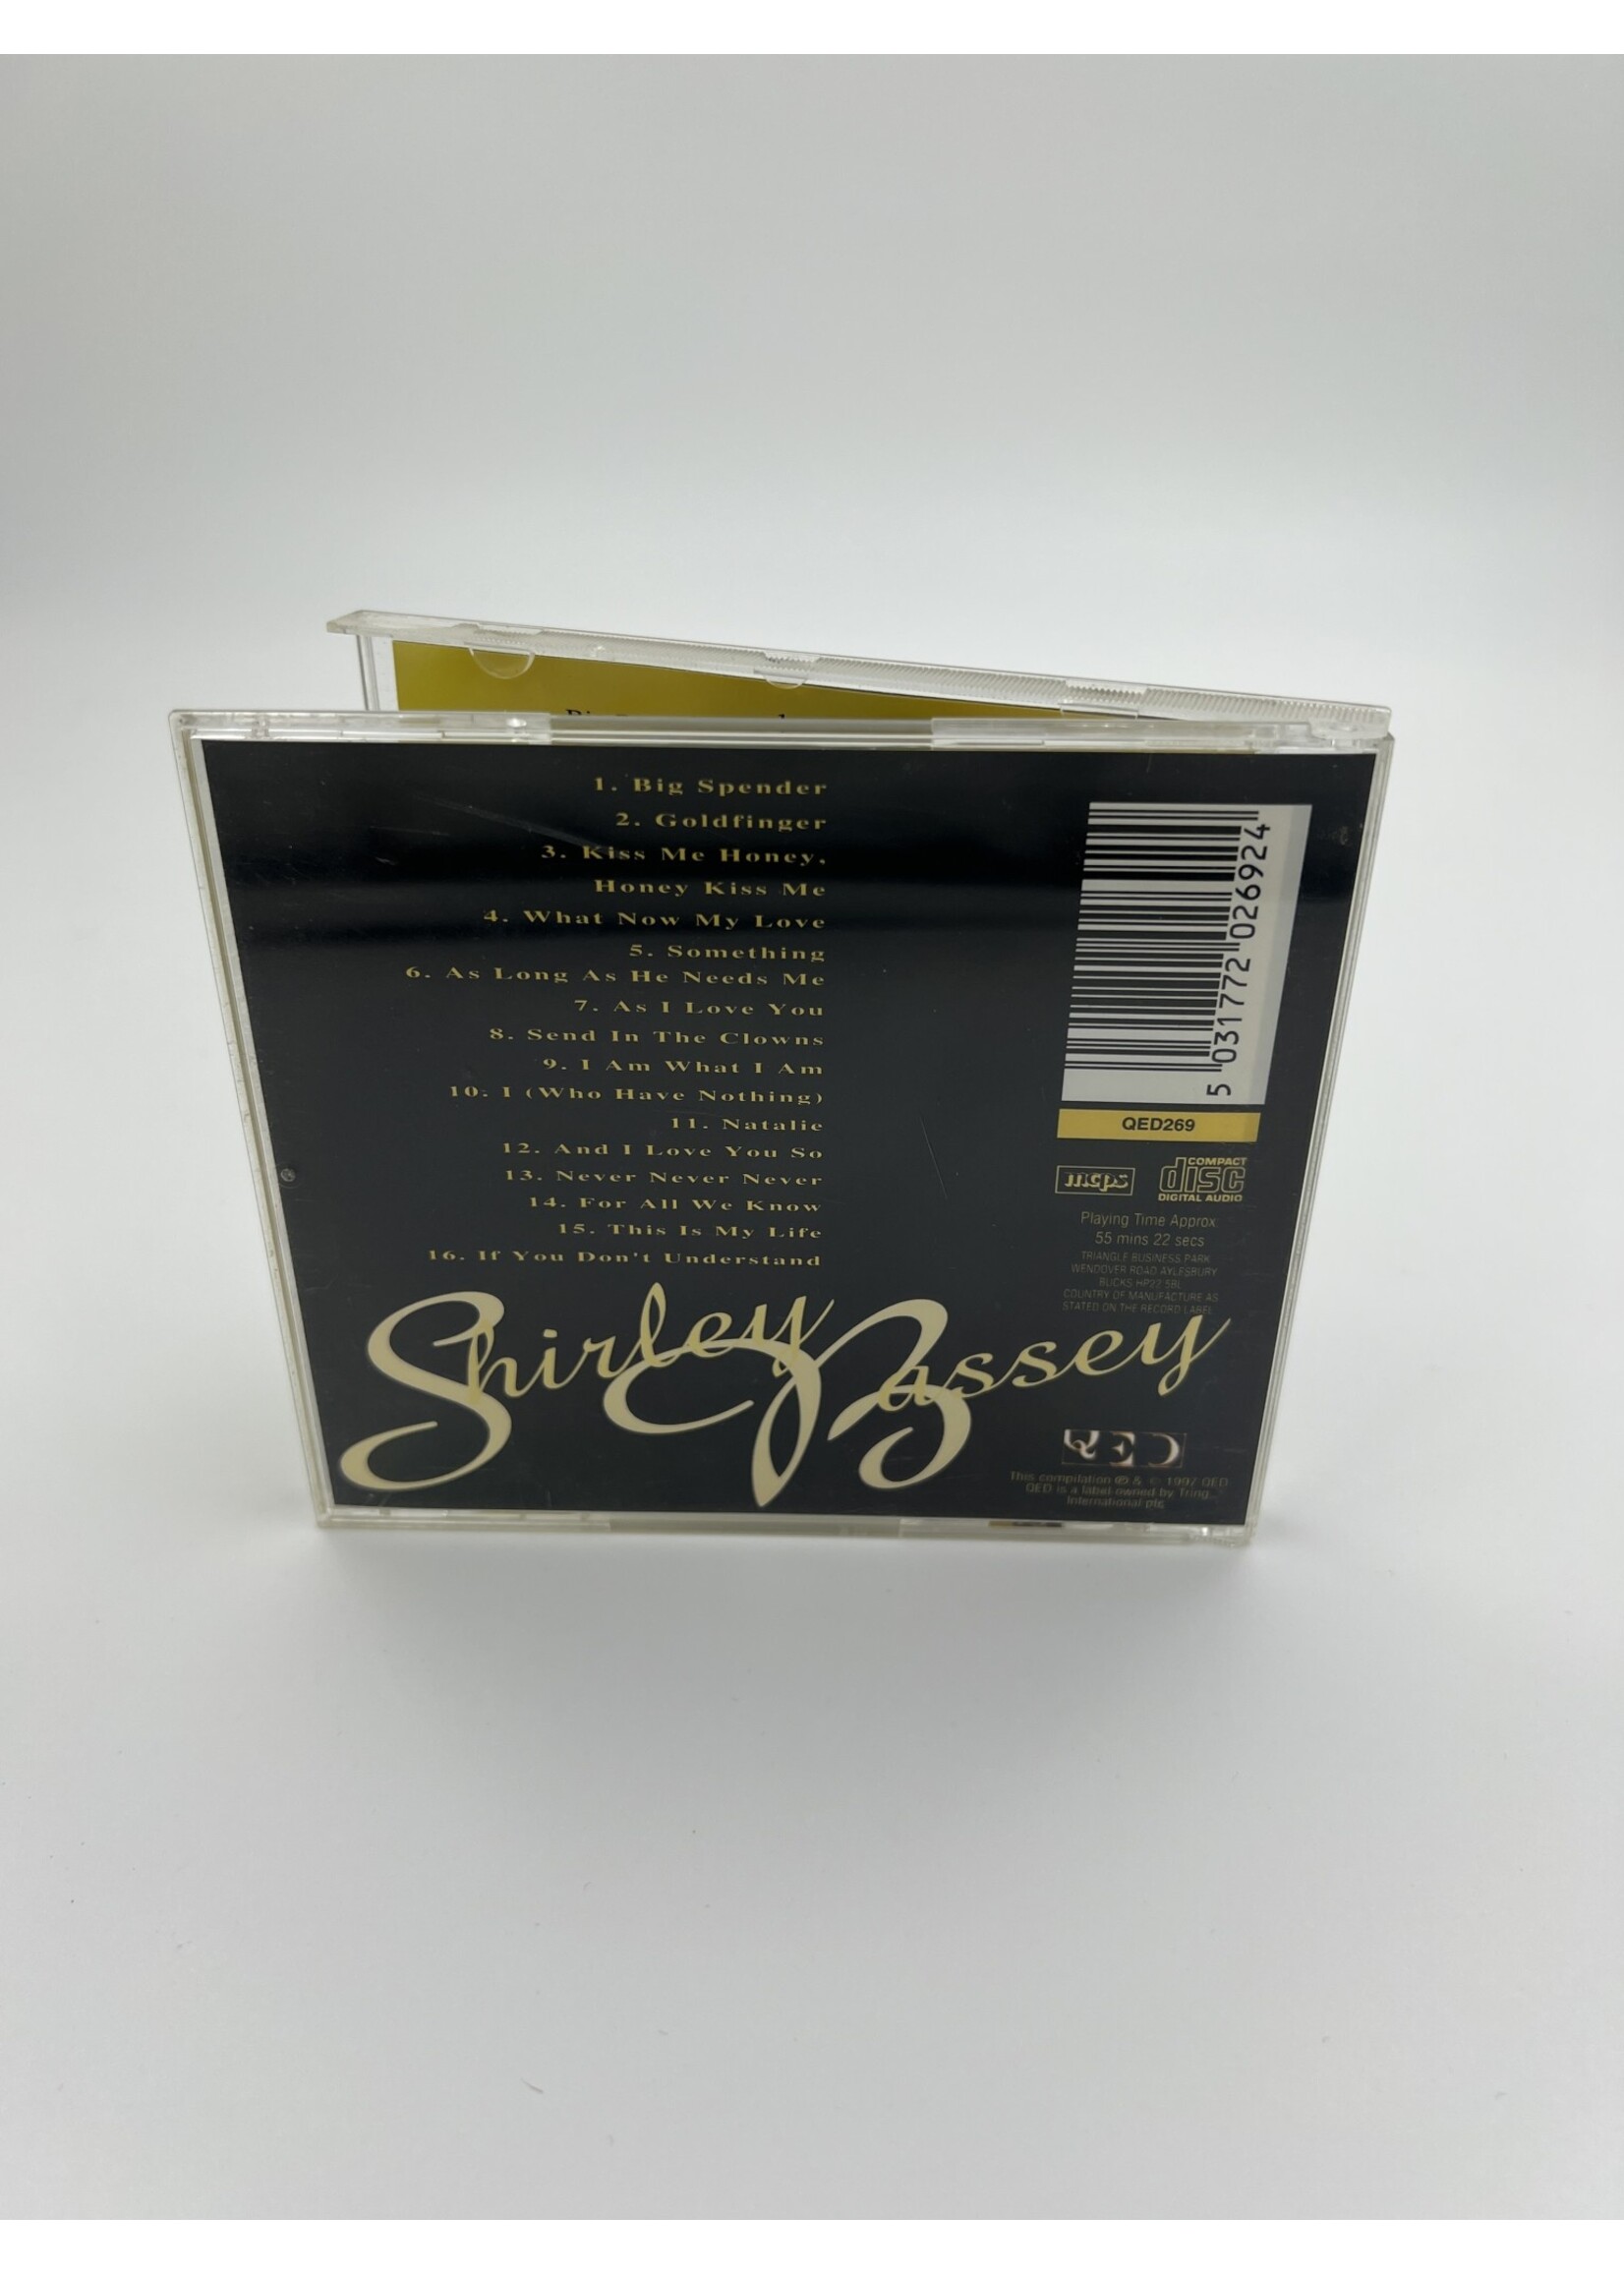 1. Big Spender
2. Goldfinger
3. Kiss Me Honey,
Honey Kiss Me
4. What Now My Love
5. Something
6. As Long As He Needs Me
7. As I Love You
8. Send In The Clowns
9. I Am What I Am
10. I (Who Have Nothing)
11. Natalie
12. And I Love You So
13. Never Never Never
14. For All We Know
15. This Is My Life
16. If You Don't Understand
5 031772 026924
QED269
mcps
COMPACT
disc
DIGITAL AUDIO
Playing Time Approx
55 mins 22 secs
TRIANGLE BUSINESS PARK
WENDOVER ROAD AYLESBURY
BUCKS HP22 5BL
COUNTRY OF MANUFACTURE AS
STATED ON THE RECORD LABEL
Shirley Bassey
QED
This compilation ℗ & © 1997 QED
QED is a label owned by Tring
International plc